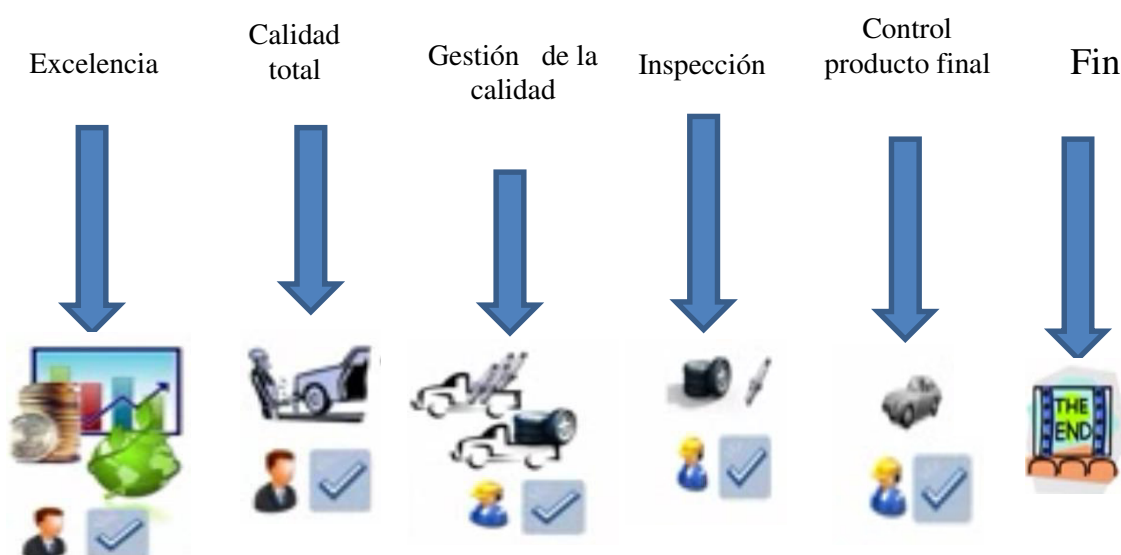 Excelencia
Calidad
total
Gestión de la
calidad
Inspección
Control
producto final
Fin
THE
END